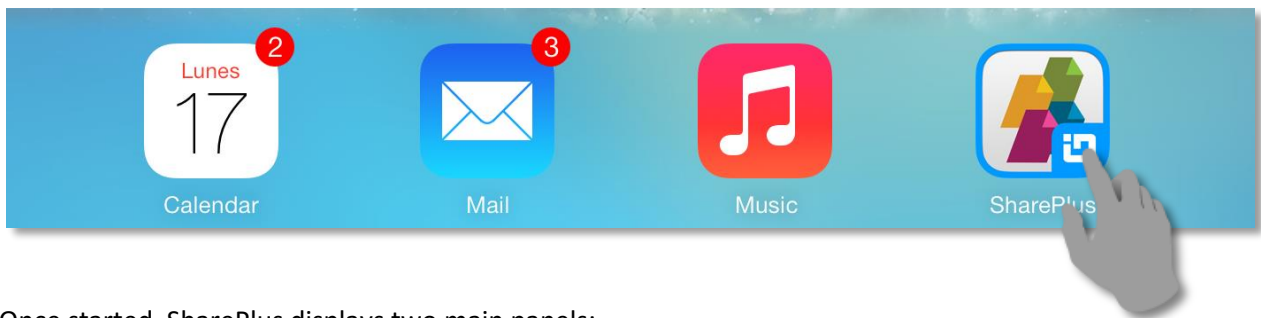 2
3
Lunes
17
Calendar
Mail
Music
SharePlus
Once started, SharePlus displays two main panels: